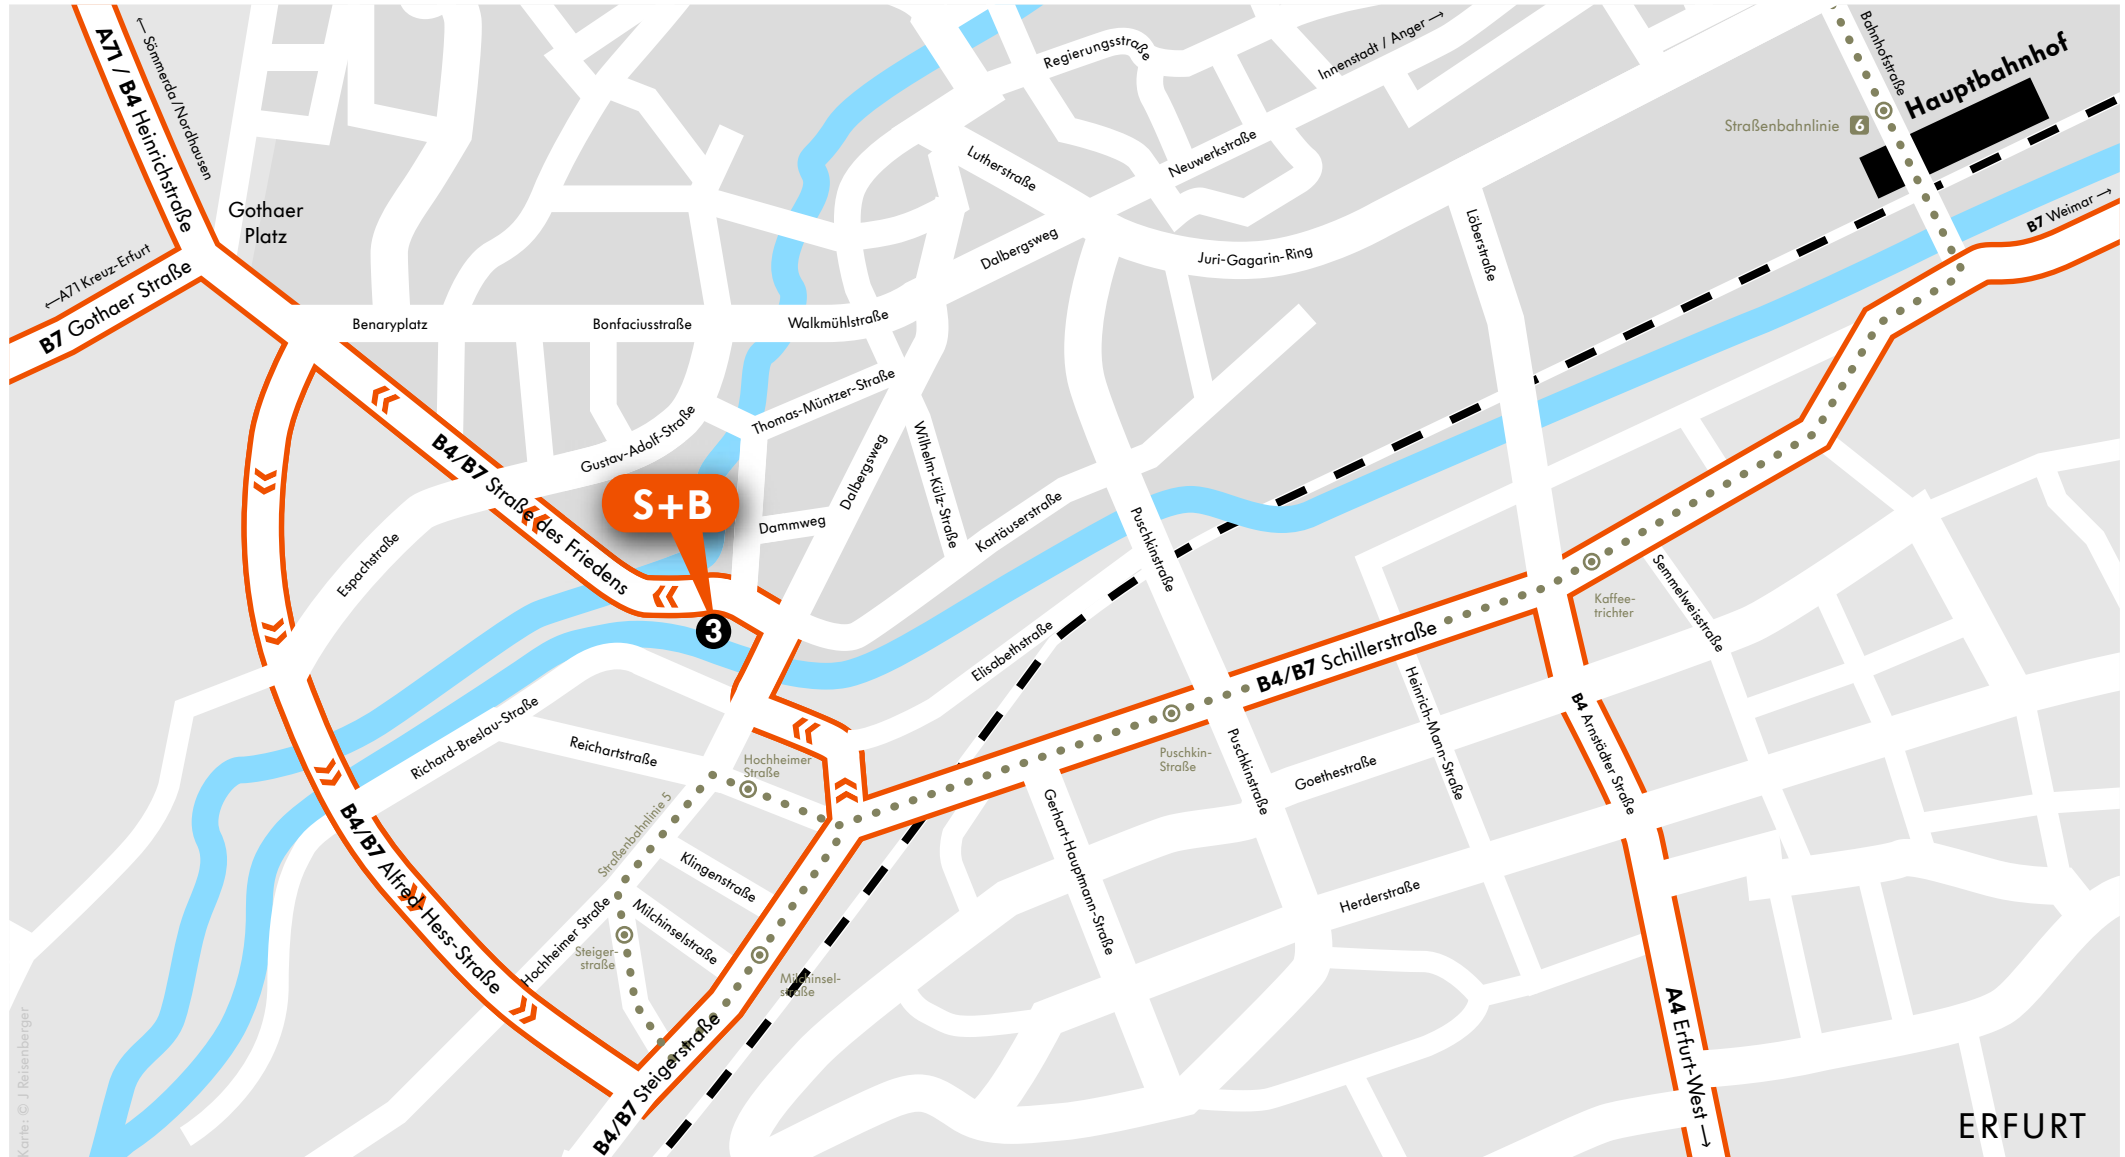 A71 / B4 Heinrichstraße
← Sömmerda/Nordhausen
Gothaer
Platz
←A71 Kreuz-Erfurt
B7 Gothaer Straße
Benaryplatz
Bonfaciusstraße
Walkmühlstraße
Regierungsstraße
Innenstadt / Anger →
Lutherstraße
Neuwerkstraße
Dalbergsweg
Juri-Gagarin-Ring
Löberstraße
Bahnhofstraße
Hauptbahnhof
Straßenbahnlinie 6
B7 Weimar →
Thomas-Müntzer-Straße
Gustav-Adolf-Straße
B4/B7 Straße des Friedens
S+B
3
Dammweg
Dalbergsweg
Wilhelm-Külz-Straße
Kartäuserstraße
Puschkinstraße
Espachstraße
Elisabethstraße
Kaffee-
trichter
Semmelweisstraße
B4/B7 Schillerstraße
Heinrich-Mann-Straße
B4 Arnstädter Straße
Richard-Breslau-Straße
Reichartstraße
Hochheimer
Straße
Puschkin-
Straße
Puschkinstraße
Goethestraße
Gerhart-Hauptmann-Straße
Herderstraße
Straßenbahnlinie 5
Klingenstraße
Milchinselstraße
Hochheimer Straße
Steiger-
straße
Milchinsel-
straße
B4/B7 Alfred-Hess-Straße
B4/B7 Steigerstraße
A4 Erfurt-West →
ERFURT
Karte: © J Reisenberger